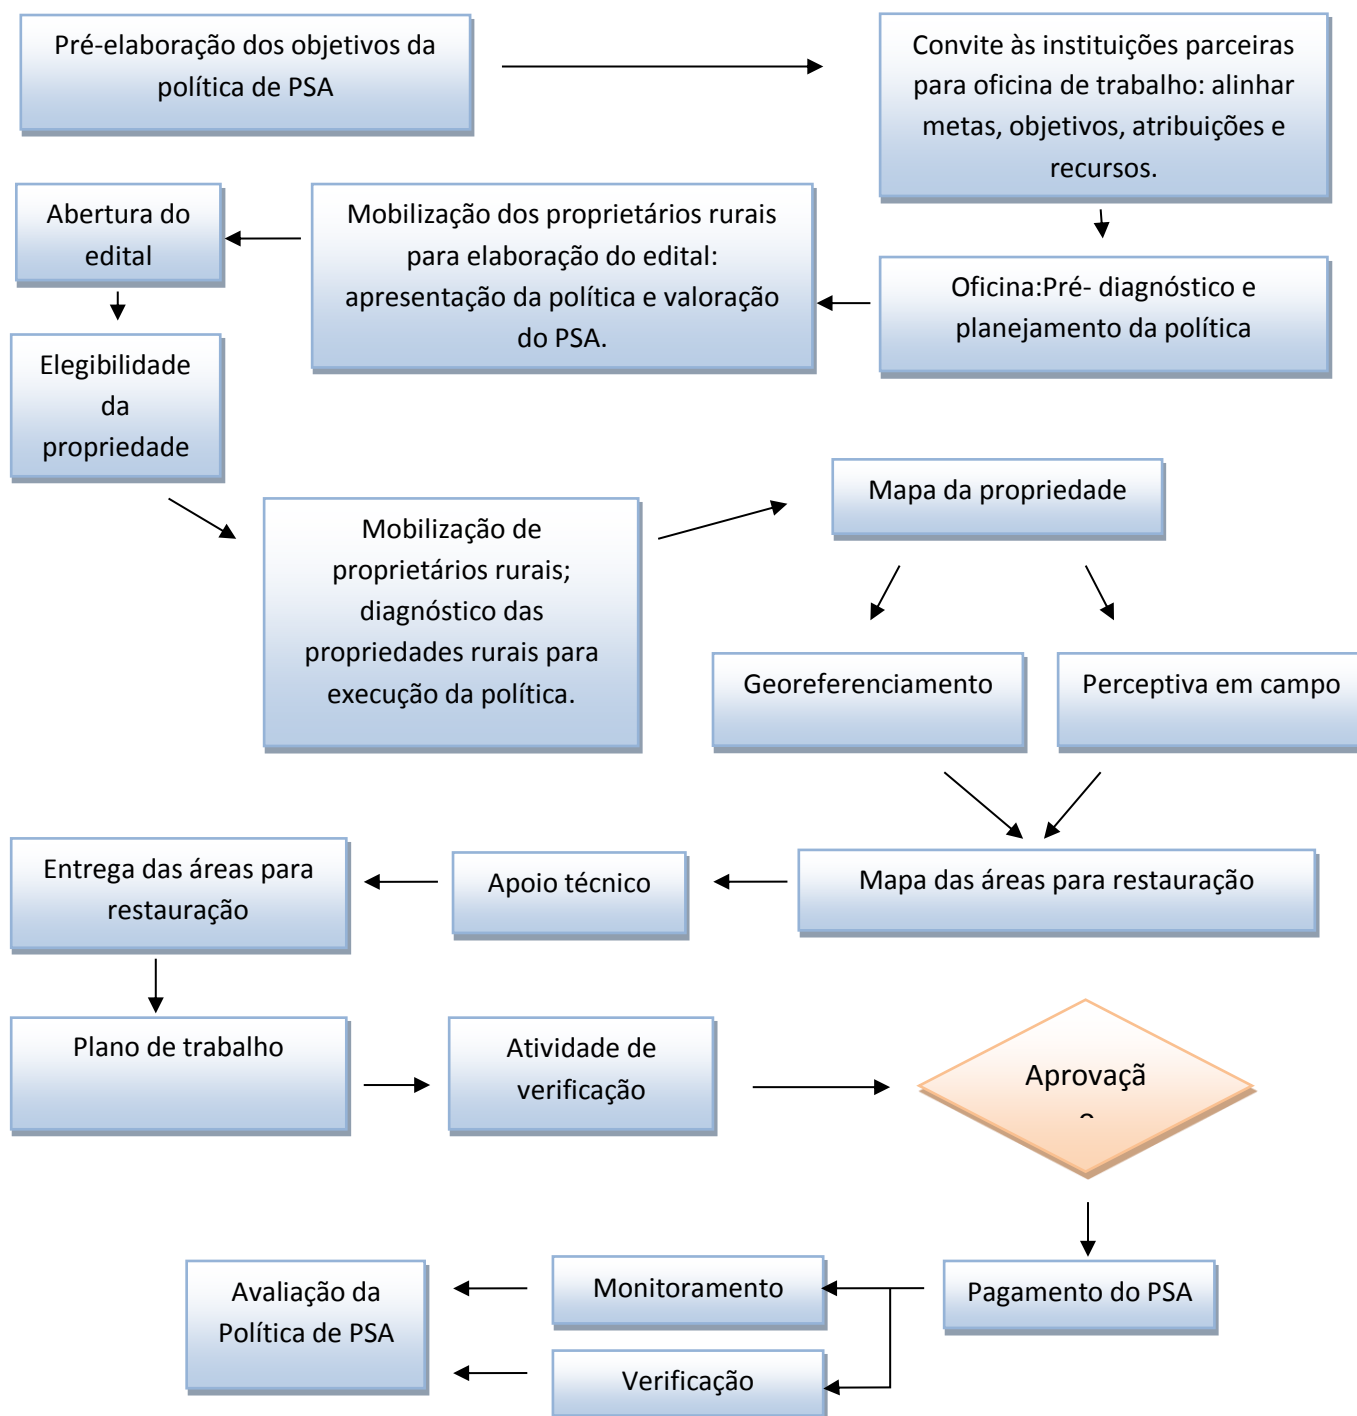 Pré-elaboração dos objetivos da
política de PSA
Convite às instituições parceiras
para oficina de trabalho: alinhar
metas, objetivos, atribuições e
recursos.
Oficina:Pré- diagnóstico e
planejamento da política
Mobilização dos proprietários rurais
para elaboração do edital:
apresentação da política e valoração
do PSA.
Abertura do
edital
Elegibilidade
da
propriedade
Mobilização de
proprietários rurais;
diagnóstico das
propriedades rurais para
execução da política.
Mapa da propriedade
Georeferenciamento
Perceptiva em campo
Mapa das áreas para restauração
Apoio técnico
Entrega das áreas para
restauração
Plano de trabalho
Atividade de
verificação
Aprovaçã
o
Pagamento do PSA
Monitoramento
Verificação
Avaliação da
Política de PSA